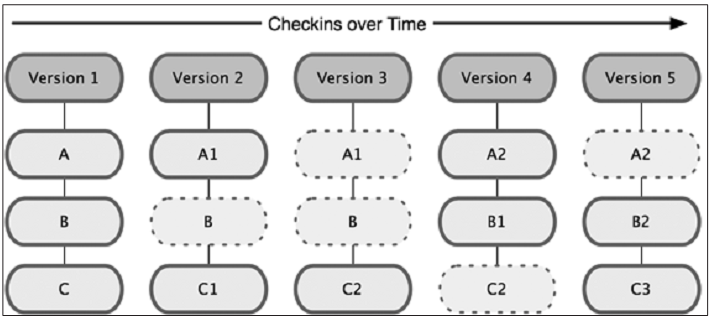 Checkins over Time
Version 1 Version 2 Version 3 Version 4 Version 5
A A1 A1 A2 A2
B B B B1 B2
C C1 C2 C2 C3